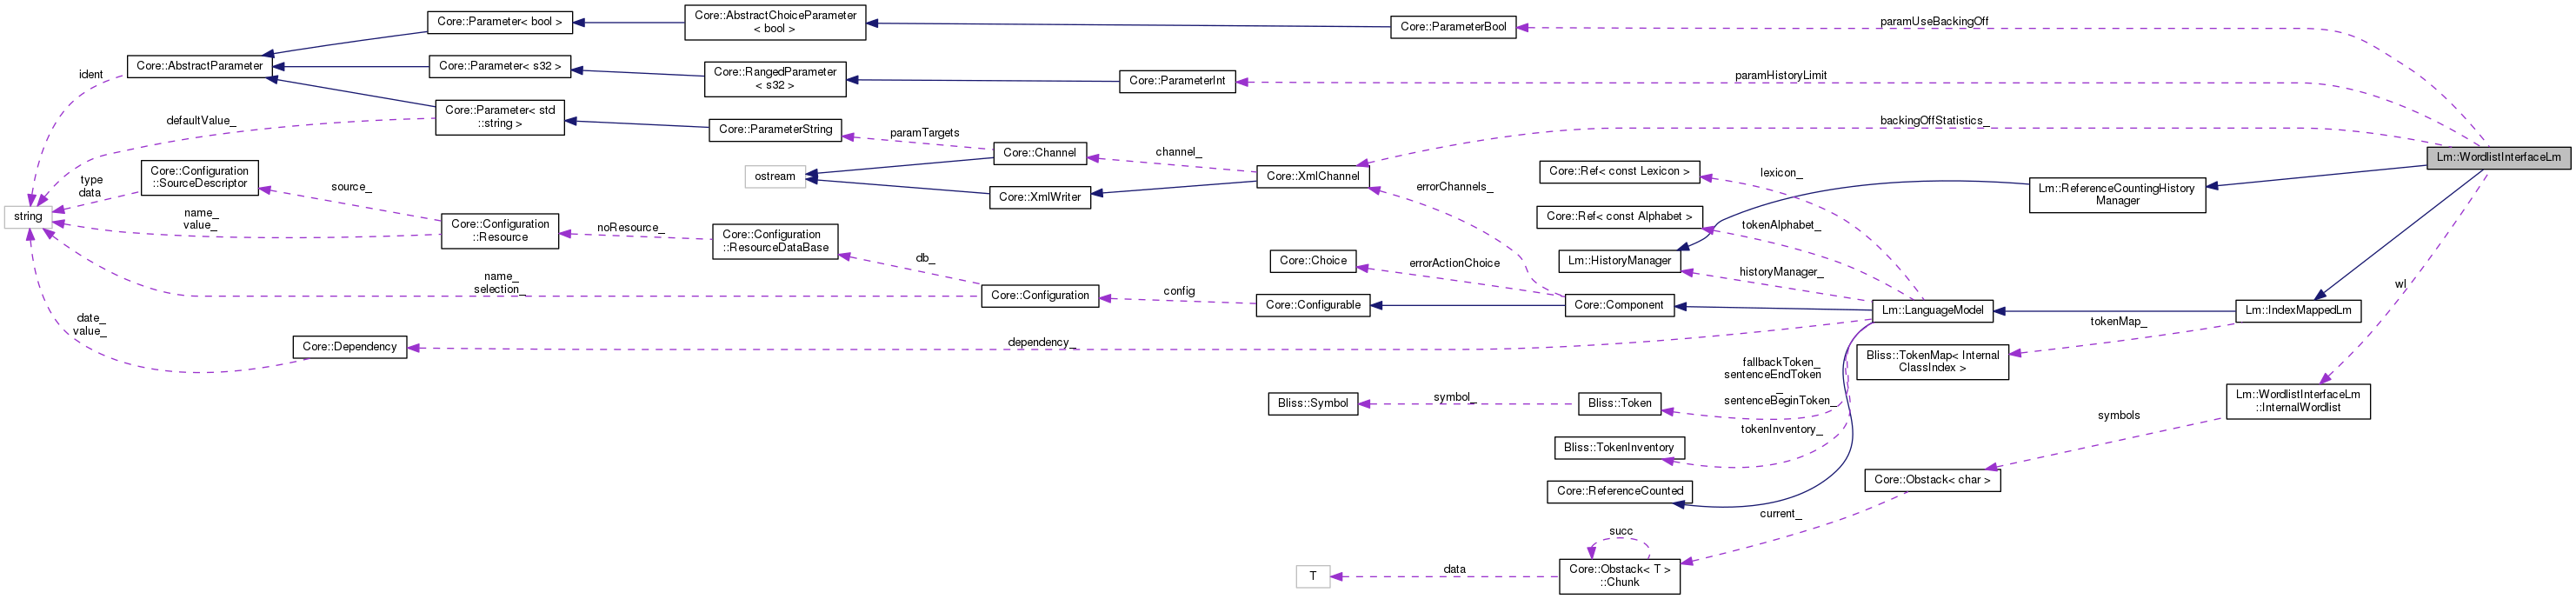 Core::Parameter< bool >
Core::AbstractChoiceParameter
< bool >
Core::ParameterBool
paramUseBackingOff
ident
Core::AbstractParameter
Core::Parameter< s32 >
Core::RangedParameter
< s32 >
Core::ParameterInt
paramHistoryLimit
defaultValue_
Core::Parameter< std
::string >
Core::ParameterString
paramTargets
Core::Channel
channel_
backingOffStatistics_
Lm::WordlistInterfaceLm
type
data
Core::Configuration
::SourceDescriptor
source_
ostream
Core::XmlWriter
Core::XmlChannel
errorChannels_
Core::Ref< const Lexicon >
lexicon_
Lm::ReferenceCountingHistory
Manager
string
name_
value_
Core::Configuration
::Resource
noResource_
Core::Configuration
::ResourceDataBase
db_
Core::Ref< const Alphabet >
tokenAlphabet_
Core::Choice
errorActionChoice
Lm::HistoryManager
historyManager_
name_
selection_
Core::Configuration
config
Core::Configurable
Core::Component
Lm::LanguageModel
Lm::IndexMappedLm
wl
date_
value_
Core::Dependency
dependency_
tokenMap_
Bliss::TokenMap< Internal
ClassIndex >
fallbackToken_
sentenceEndToken
_
sentenceBeginToken_
Bliss::Symbol
symbol_
Bliss::Token
Lm::WordlistInterfaceLm
::InternalWordlist
symbols
tokenInventory_
Bliss::TokenInventory
Core::ReferenceCounted
Core::Obstack< char >
current_
succ
T
data
Core::Obstack< T >
::Chunk